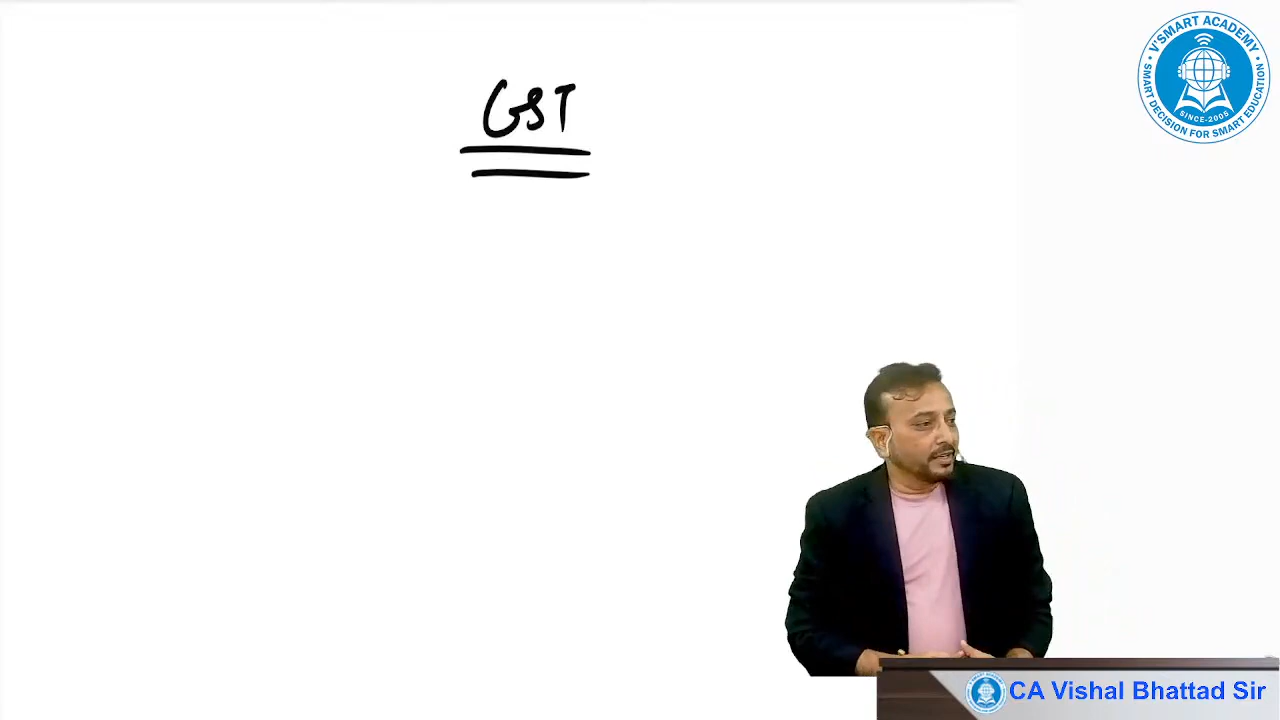 GST
V'SMART ACADEMY
SMART DECISION FOR SMART EDUCATION
SINCE-2005
CA Vishal Bhattad Sir